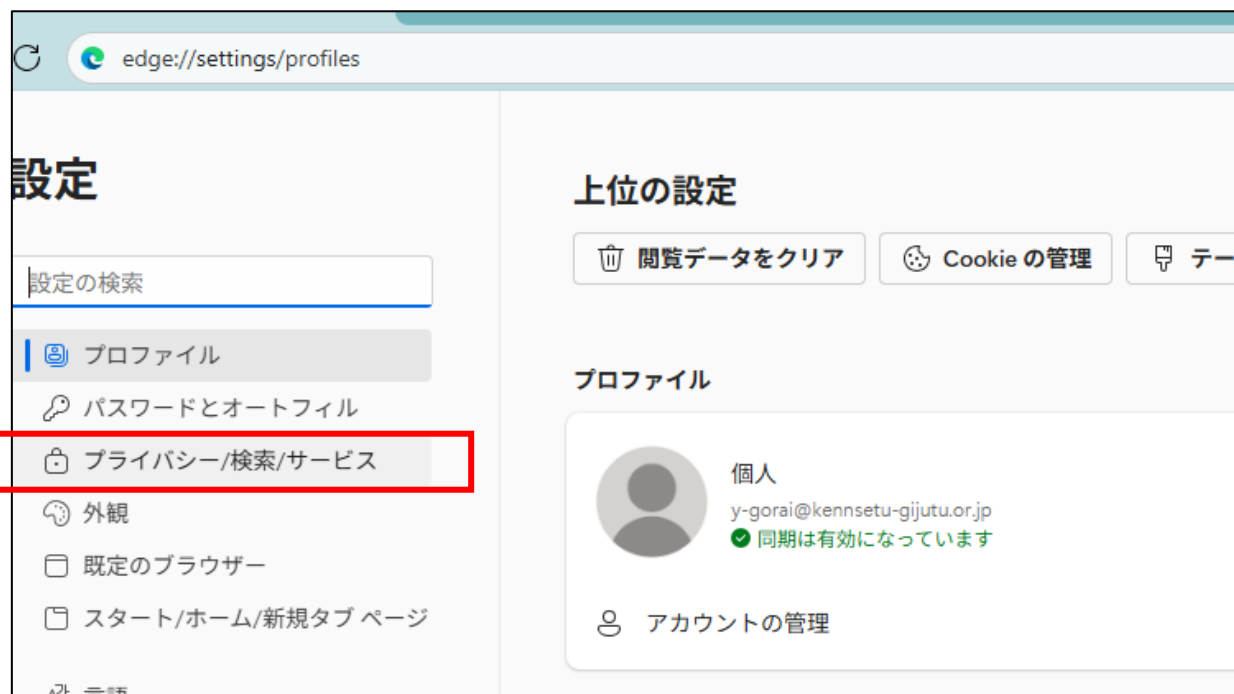 edge://settings/profiles
設定
設定の検索
プロファイル
パスワードとオートフィル
プライバシー/検索/サービス
外観
既定のブラウザー
スタート/ホーム/新規タブ ページ
言語
上位の設定
閲覧データをクリア
Cookie の管理
テー
プロファイル
個人
y-gorai@kennsetu-gijutu.or.jp
同期は有効になっています
アカウントの管理